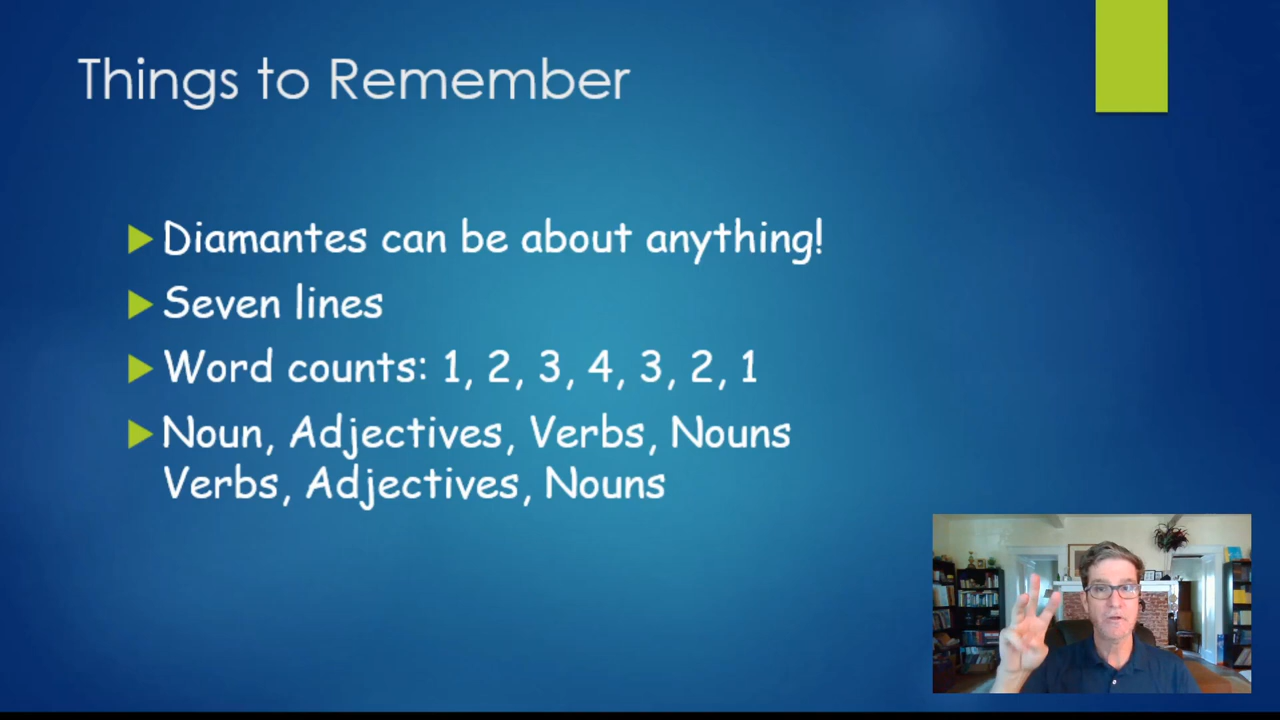 Things to Remember
Diamantes can be about anything!
Seven lines
Word counts: 1, 2, 3, 4, 3, 2, 1
Noun, Adjectives, Verbs, Nouns
Verbs, Adjectives, Nouns